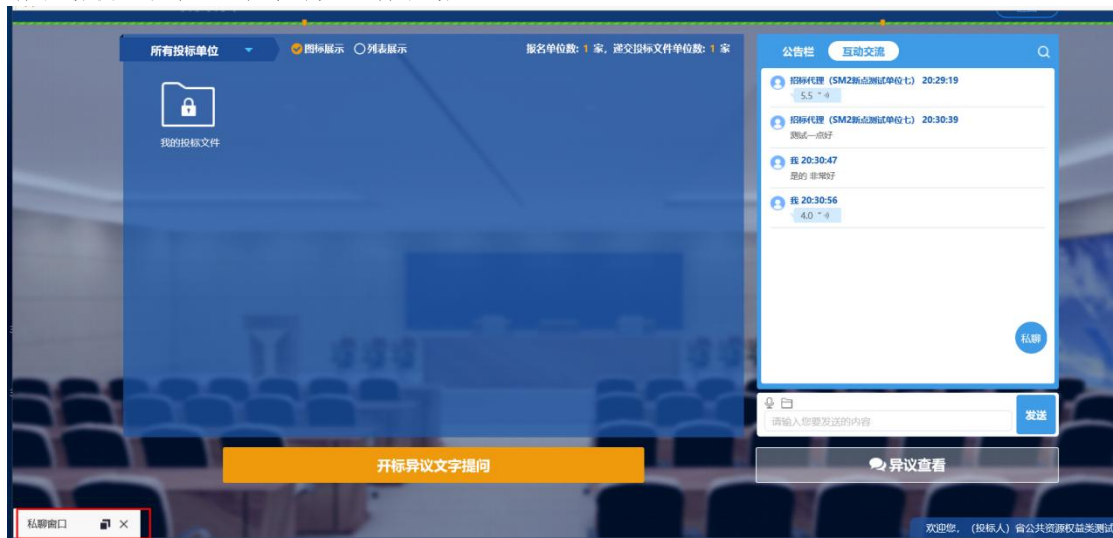 所有投标单位
图标展示 列表展示
报名单位数: 1 家, 递交投标文件单位数: 1 家
我的投标文件
公告栏 互动交流
招标代理 (SM2新点测试单位七) 20:29:19
5.5 "
招标代理 (SM2新点测试单位七) 20:30:39
测试一点好
我 20:30:47
是的 非常好
我 20:30:56
4.0 "
私聊
请输入您要发送的内容
发送
开标异议文字提问
异议查看
私聊窗口
欢迎您, (投标人) 省公共资源权益类测试